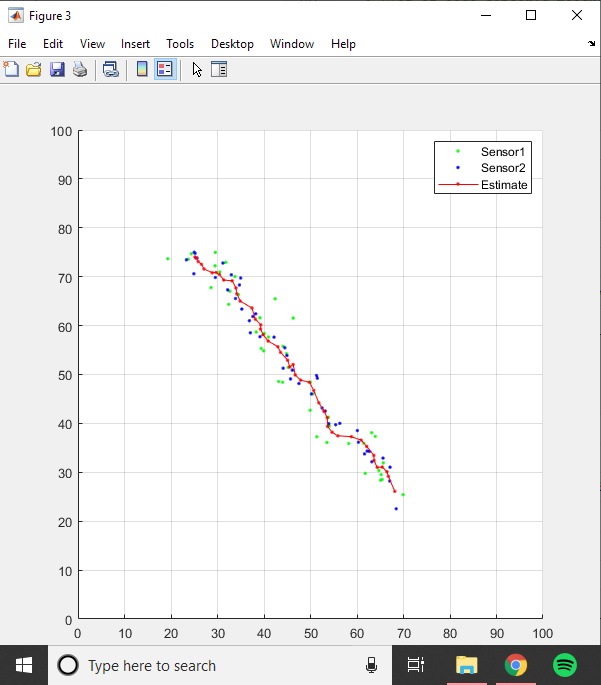 Figure 3
File Edit View Insert Tools Desktop Window Help
100
90
80
70
60
50
40
30
20
10
0
0 10 20 30 40 50 60 70 80 90 100
Sensor1
Sensor2
Estimate
Type here to search